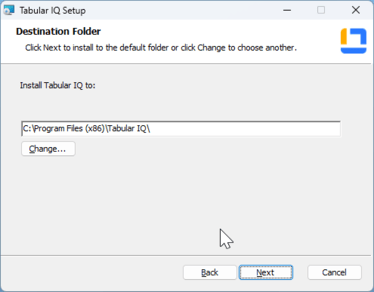 Tabular IQ Setup
Destination Folder
Click Next to install to the default folder or click Change to choose another.
Install Tabular IQ to:
C:\Program Files (x86)\Tabular IQ\
Change...
Back
Next
Cancel